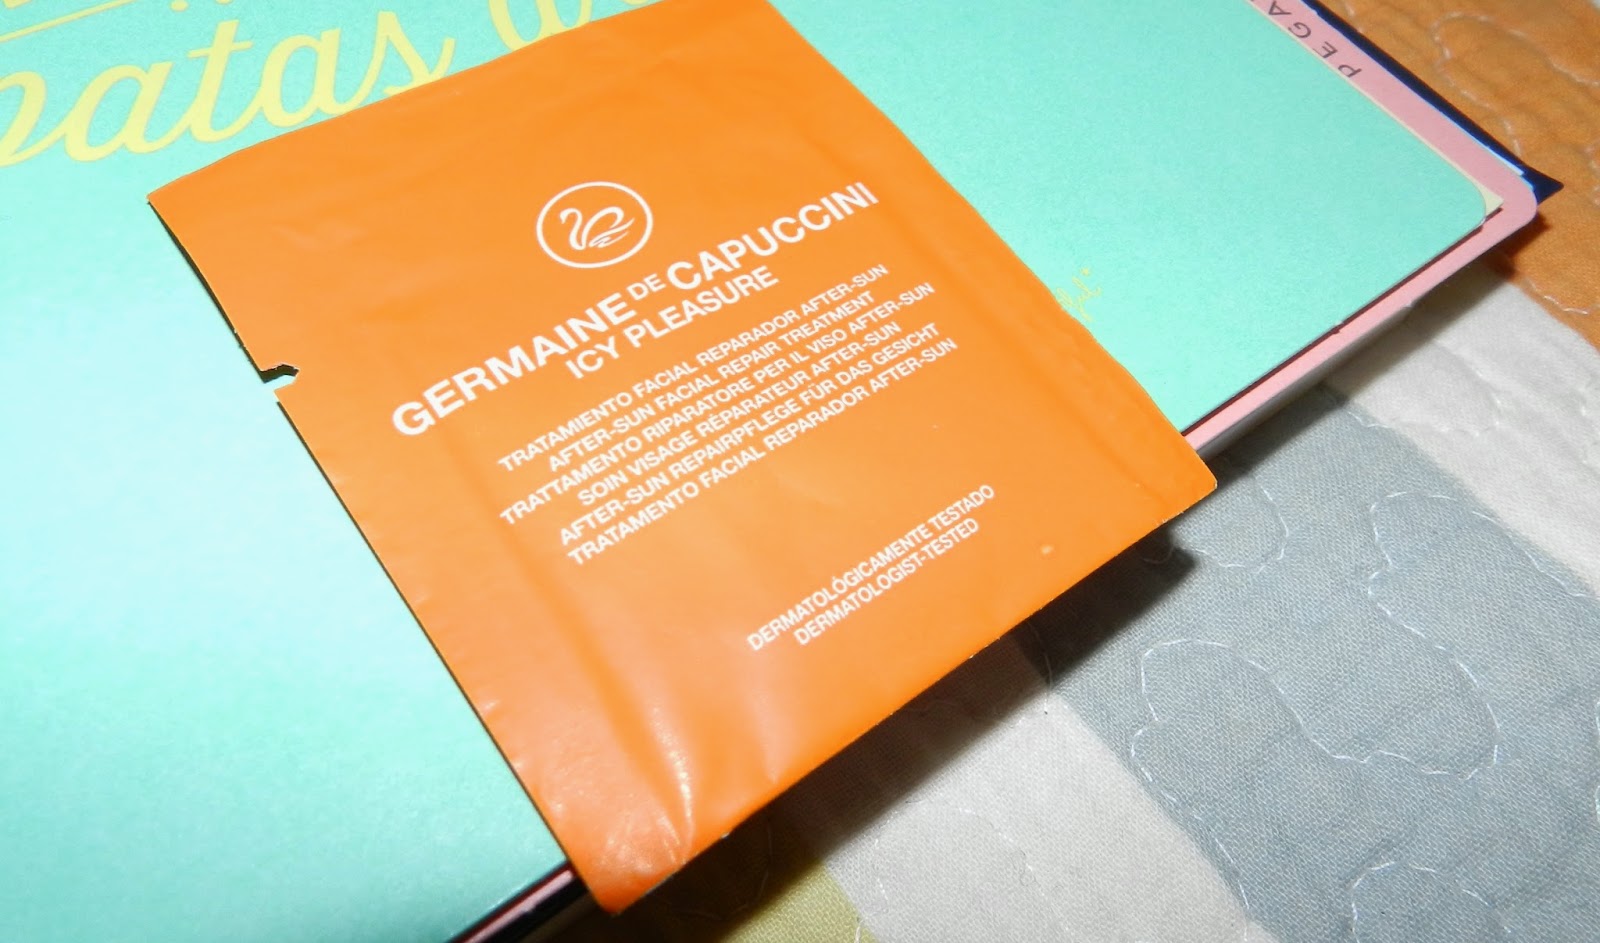 patas
PEGA
GERMAINE DE CAPUCCINI
ICY PLEASURE
TRATAMIENTO FACIAL REPARADOR AFTER-SUN
AFTER-SUN FACIAL REPAIR TREATMENT
TRATTAMENTO RIPARATORE PER IL VISO AFTER-SUN
SOIN VISAGE RÉPARATEUR AFTER-SUN
AFTER-SUN REPAIRPFLEGE FÜR DAS GESICHT
TRATAMENTO FACIAL REPARADOR AFTER-SUN
DERMATOLÓGICAMENTE TESTADO
DERMATOLOGIST-TESTED